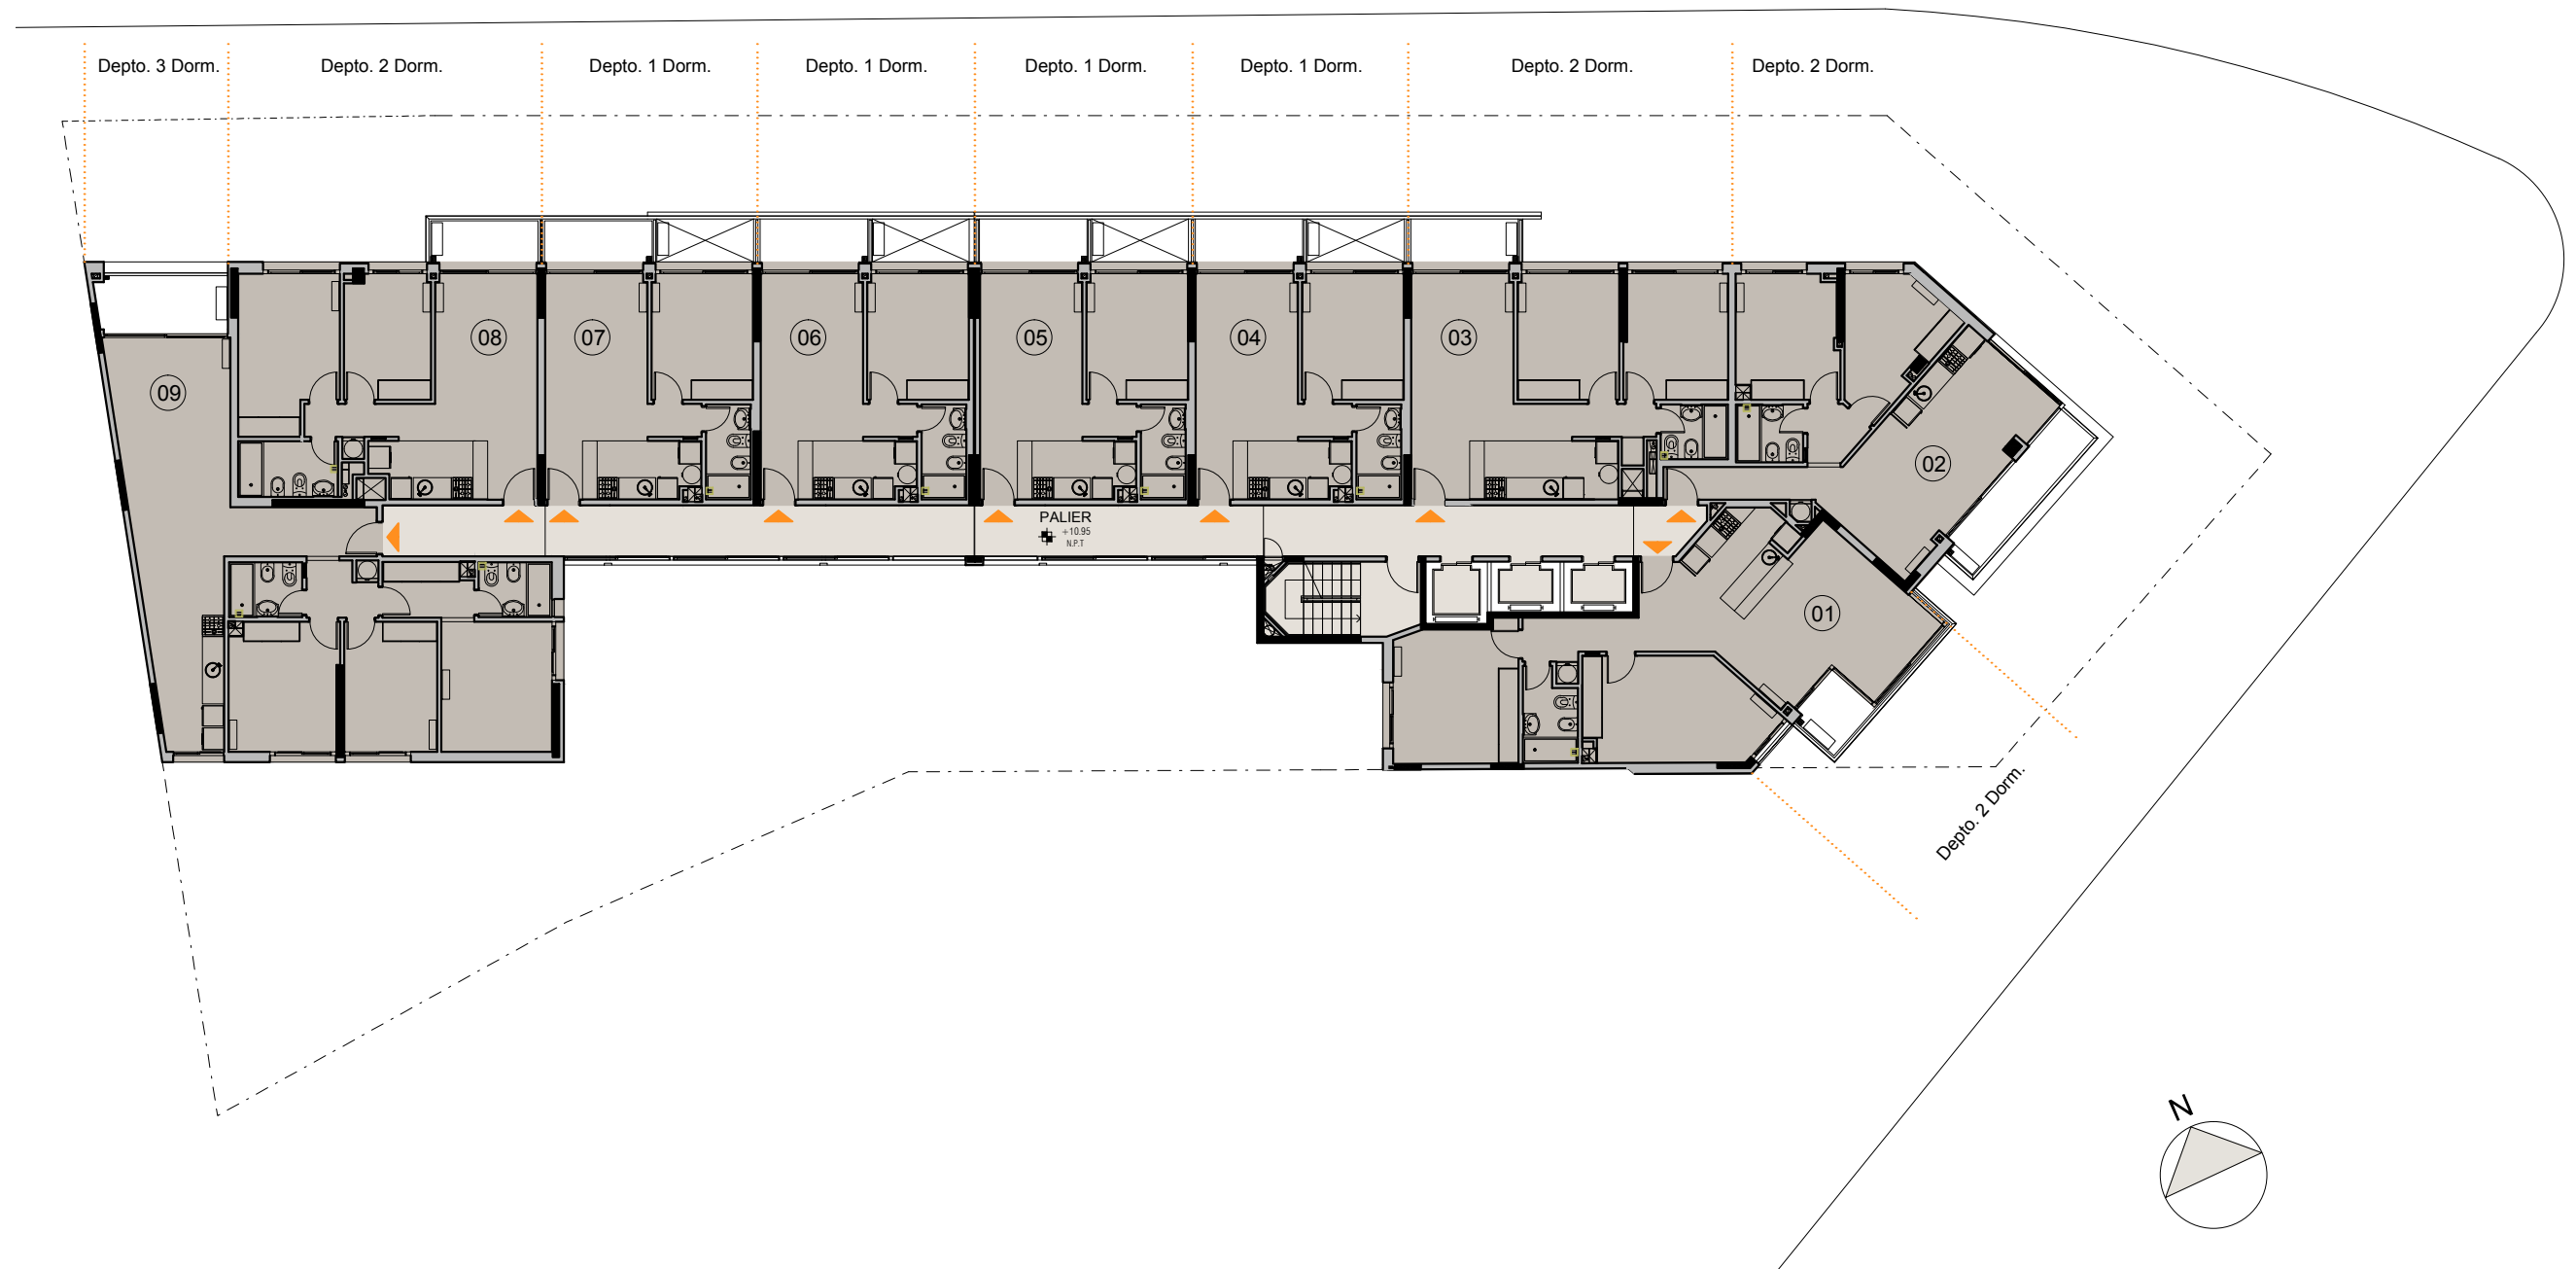 Depto. 3 Dorm.
Depto. 2 Dorm.
Depto. 1 Dorm.
Depto. 1 Dorm.
Depto. 1 Dorm.
Depto. 1 Dorm.
Depto. 2 Dorm.
Depto. 2 Dorm.
09
08
07
06
05
04
03
02
PALIER
+10.95
N.P.T
01
Depto. 2 Dorm.
N